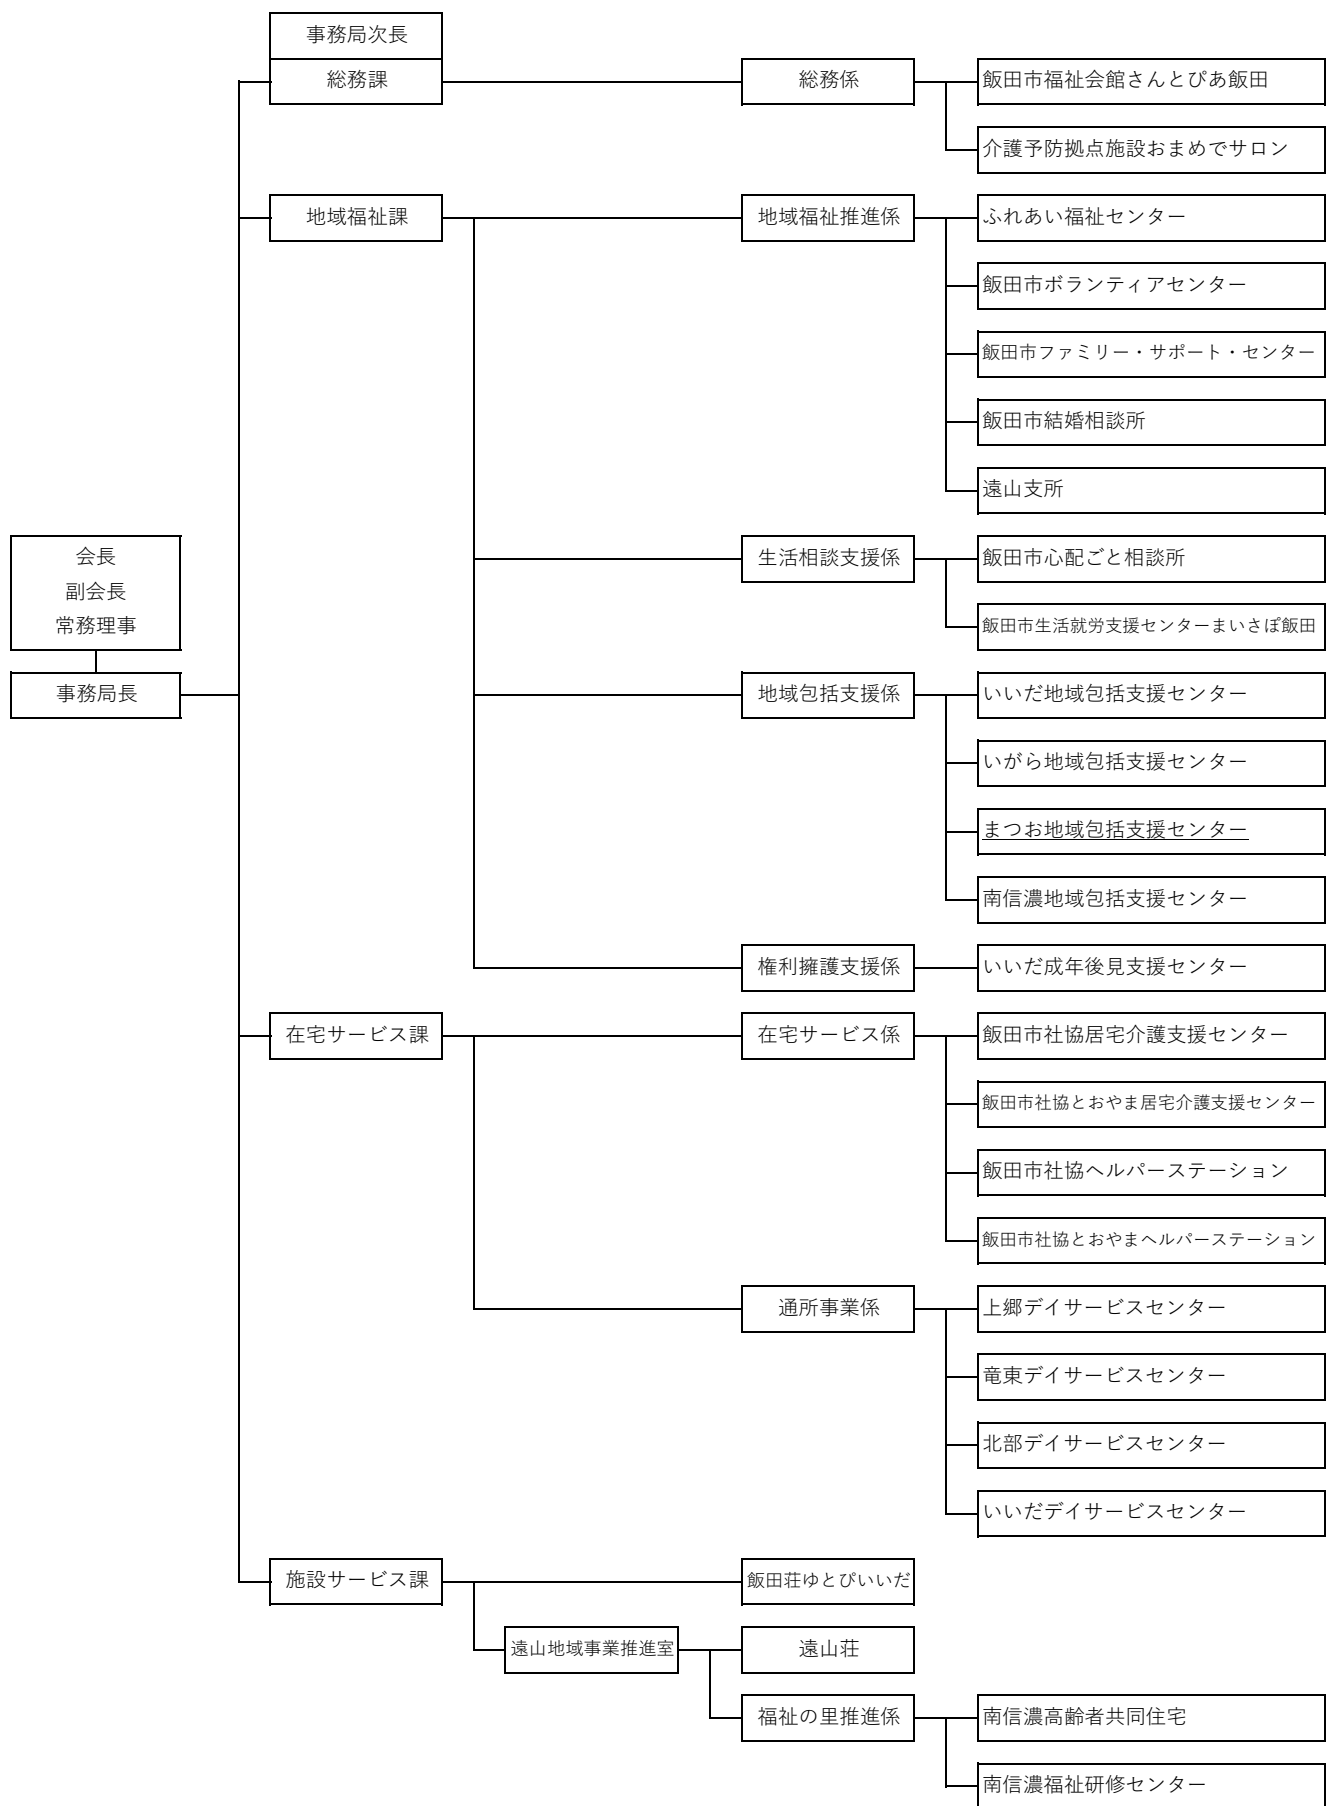 事務局次長
総務課
総務係
飯田市福祉会館さんとぴあ飯田
介護予防拠点施設おまめでサロン
地域福祉課
地域福祉推進係
ふれあい福祉センター
飯田市ボランティアセンター
飯田市ファミリー・サポート・センター
飯田市結婚相談所
遠山支所
会長
副会長
常務理事
事務局長
生活相談支援係
飯田市心配ごと相談所
飯田市生活就労支援センターまいさぽ飯田
地域包括支援係
いいだ地域包括支援センター
いがら地域包括支援センター
まつお地域包括支援センター
南信濃地域包括支援センター
権利擁護支援係
いいだ成年後見支援センター
在宅サービス課
在宅サービス係
飯田市社協居宅介護支援センター
飯田市社協とおやま居宅介護支援センター
飯田市社協ヘルパーステーション
飯田市社協とおやまヘルパーステーション
通所事業係
上郷デイサービスセンター
竜東デイサービスセンター
北部デイサービスセンター
いいだデイサービスセンター
施設サービス課
飯田荘ゆとぴいいだ
遠山地域事業推進室
遠山荘
福祉の里推進係
南信濃高齢者共同住宅
南信濃福祉研修センター